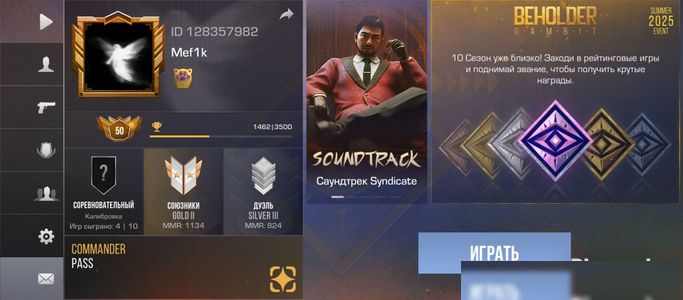 ID 128357982
Mef1k
50
1462|3500
?
СОРЕВНОВАТЕЛЬНЫЙ
Калибровка
Игр сыграно: 4 | 10
СОЮЗНИКИ
GOLD II
MMR: 1134
ДУЭЛЬ
SILVER III
MMR: 824
COMMANDER
PASS
SOUNDTRACK
Саундтрек Syndicate
BEHOLDER
GAMBIT
SUMMER
2025
EVENT
10 Сезон уже близко! Заходи в рейтинговые игры
и поднимай звание, чтобы получить крутые
награды.
ИГРАТЬ